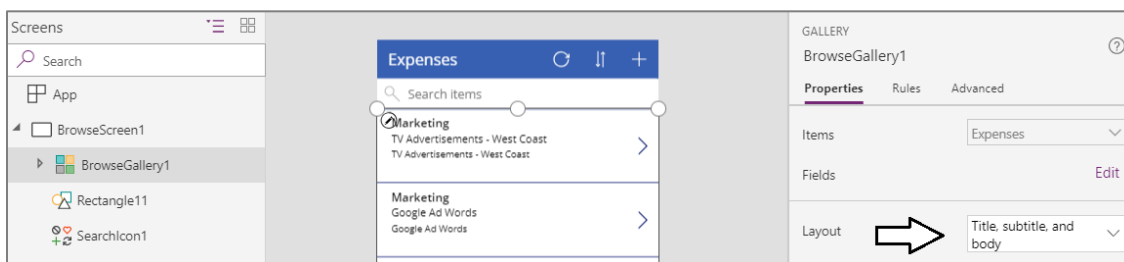 Screens
Search
App
BrowseScreen1
BrowseGallery1
Rectangle11
SearchIcon1
Expenses
Search items
Marketing
TV Advertisements - West Coast
TV Advertisements - West Coast
Marketing
Google Ad Words
Google Ad Words
GALLERY
BrowseGallery1
?
Properties Rules Advanced
Items Expenses
Fields Edit
Layout Title, subtitle, and
body